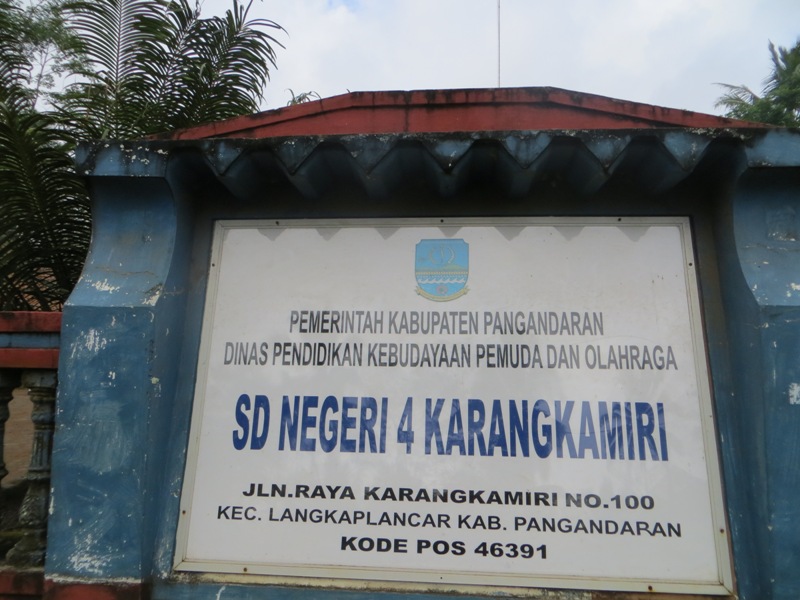 PEMERINTAH KABUPATEN PANGANDARAN
DINAS PENDIDIKAN KEBUDAYAAN PEMUDA DAN OLAHRAGA
SD NEGERI 4 KARANGKAMIRI
JLN.RAYA KARANGKAMIRI NO.100
KEC. LANGKAPLANCAR KAB. PANGANDARAN
KODE POS 46391